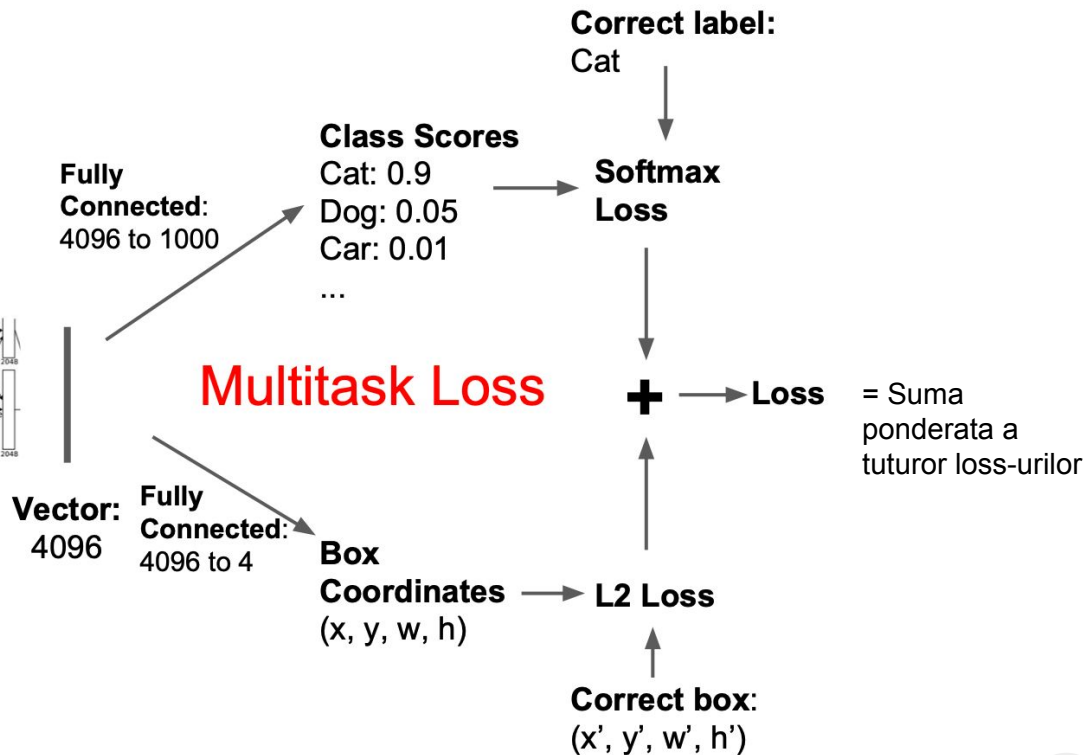 Correct label:
Cat
Class Scores
Cat: 0.9
Dog: 0.05
Car: 0.01
...
Softmax
Loss
Fully
Connected:
4096 to 1000
2048
2048
Multitask Loss
+
Loss
= Suma
ponderata a
tuturor loss-urilor
Vector:
4096
Fully
Connected:
4096 to 4
Box
Coordinates
(x, y, w, h)
L2 Loss
Correct box:
(x’, y’, w’, h’)